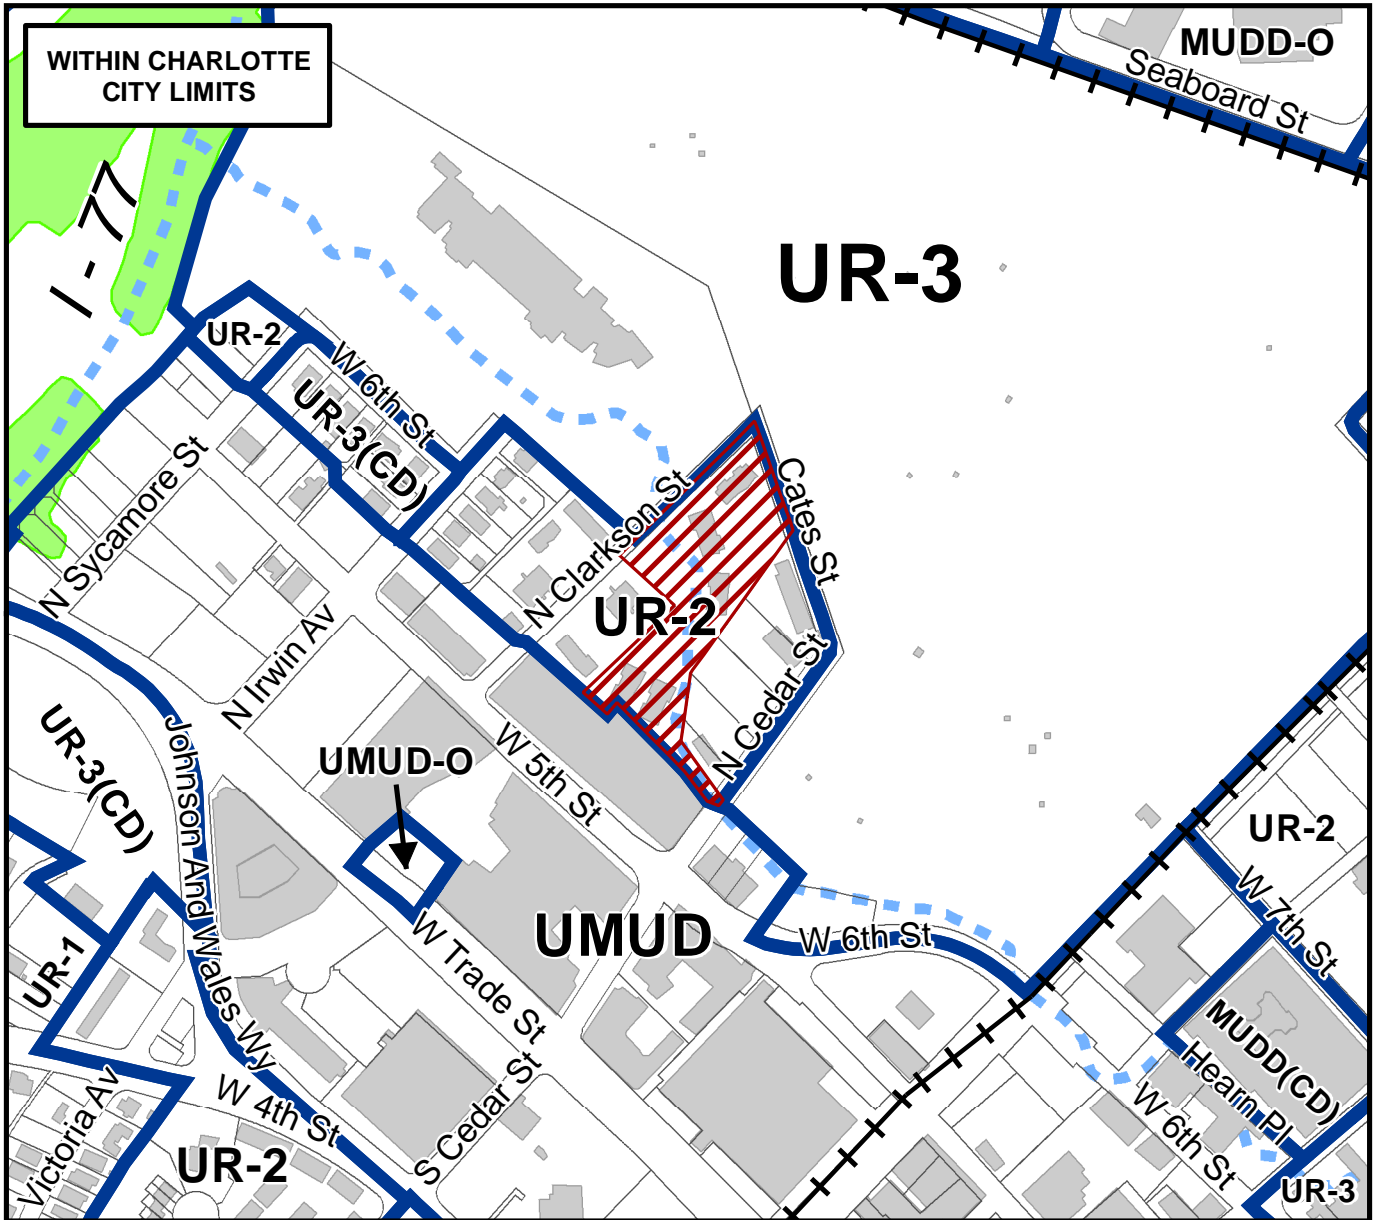 WITHIN CHARLOTTE
CITY LIMITS
MUDD-O
Seaboard St
I - 77
UR-3
UR-2
W 6th St
UR-3(CD)
N Sycamore St
N Clarkson St
Cates St
UR-2
N Irwin Av
N Cedar St
UR-3(CD)
Johnson And Wales Wy
UMUD-O
W 5th St
UR-2
W 7th St
UMUD
W 6th St
UR-1
W Trade St
MUDD(CD)
Hearn Pl
W 6th St
Victoria Av
W 4th St
S Cedar St
UR-2
UR-3